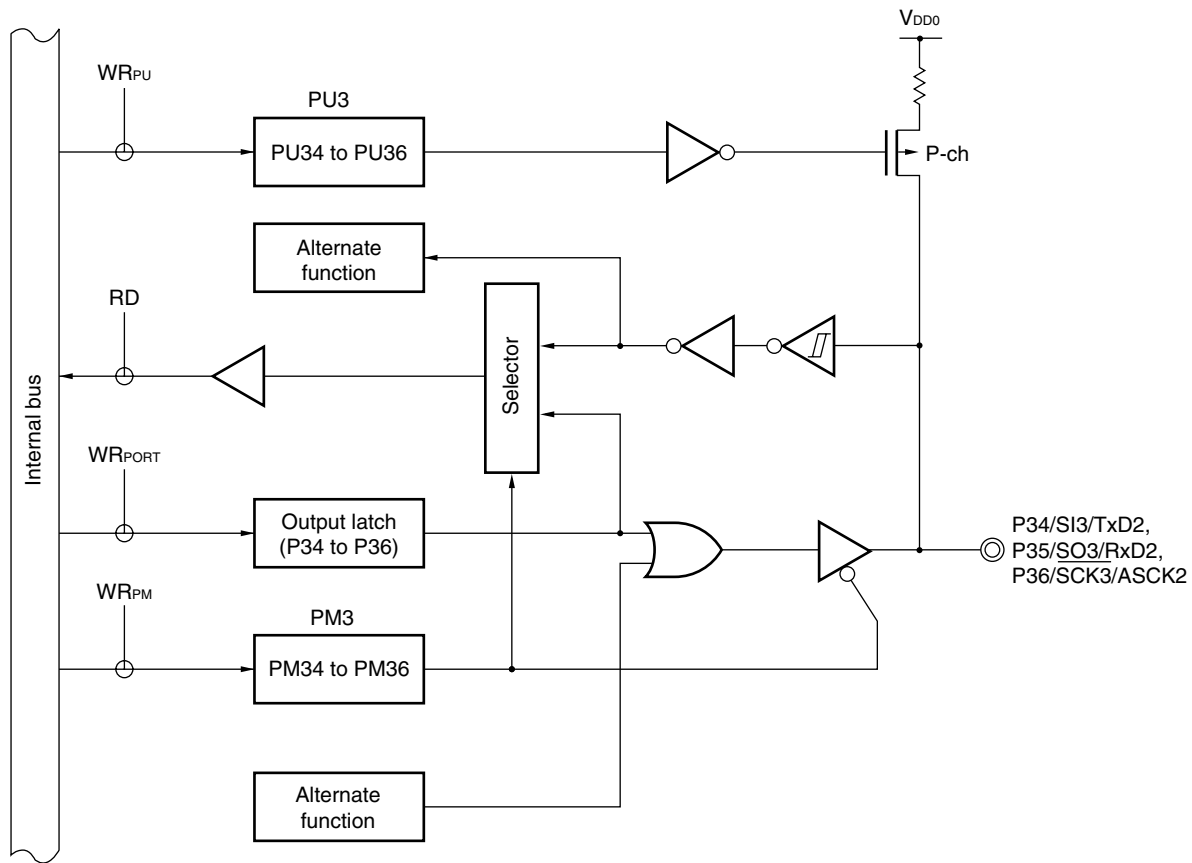 VDD0
WRPU
PU3
PU34 to PU36
P-ch
Alternate
function
RD
Selector
Internal bus
WRPORT
Output latch
(P34 to P36)
P34/SI3/TxD2,
P35/SO3/RxD2,
P36/SCK3/ASCK2
WRPM
PM3
PM34 to PM36
Alternate
function